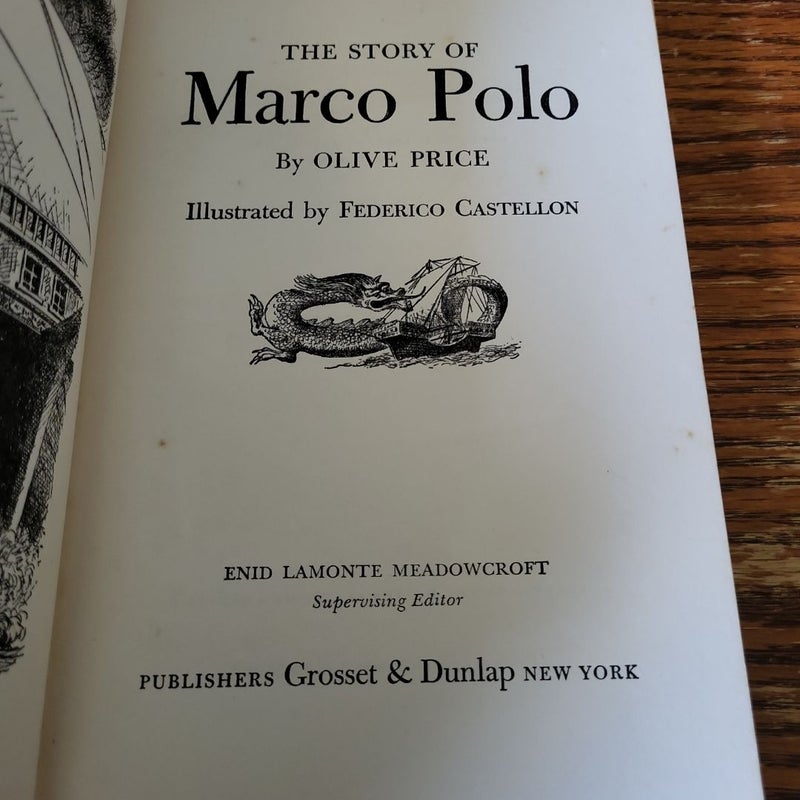 THE STORY OF
Marco Polo
By OLIVE PRICE
Illustrated by FEDERICO CASTELLON
ENID LAMONTE MEADOWCROFT
Supervising Editor
PUBLISHERS Grosset & Dunlap NEW YORK